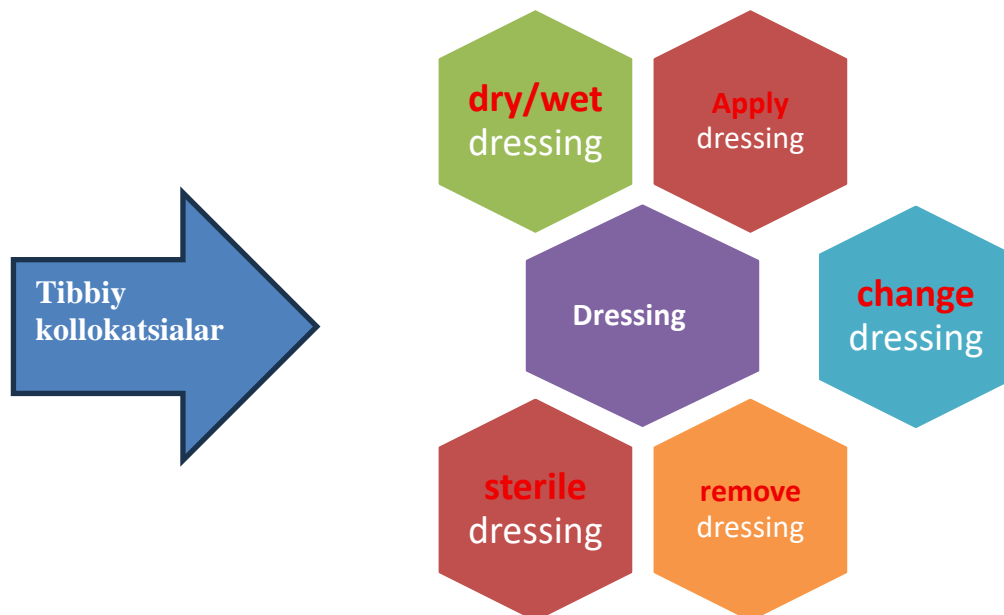 dry/wet
dressing
Apply
dressing
Tibbiy
kollokatsialar
Dressing
change
dressing
sterile
dressing
remove
dressing